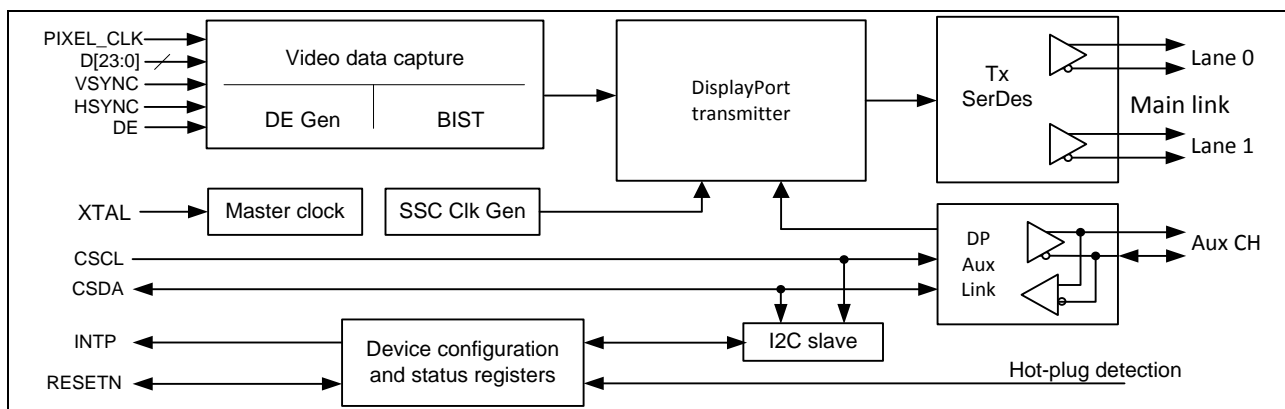 PIXEL_CLK
D[23:0]
VSYNC
HSYNC
DE
Video data capture
DE Gen
BIST
DisplayPort
transmitter
Tx
SerDes
Lane 0
Main link
Lane 1
XTAL
Master clock
SSC Clk Gen
CSCL
CSDA
DP
Aux
Link
Aux CH
I2C slave
INTP
RESETN
Device configuration
and status registers
Hot-plug detection